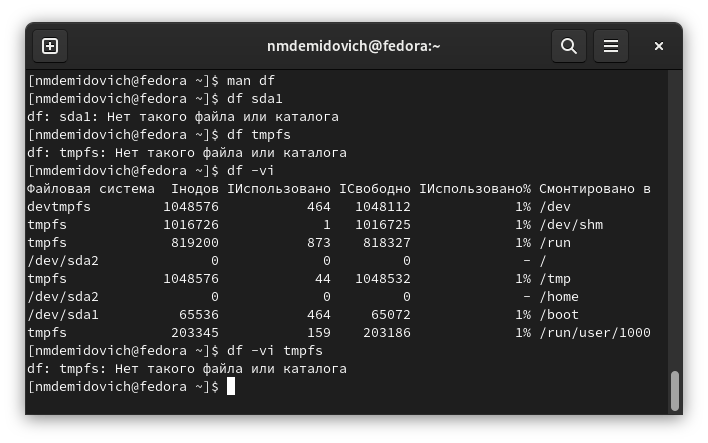 nmdemidovich@fedora:~
[nmdemidovich@fedora ~]$ man df
[nmdemidovich@fedora ~]$ df sda1
df: sda1: Нет такого файла или каталога
[nmdemidovich@fedora ~]$ df tmpfs
df: tmpfs: Нет такого файла или каталога
[nmdemidovich@fedora ~]$ df -vi
Файловая система  Iнодов IИспользовано IСвободно IИспользовано% Смонтировано в
devtmpfs         1048576           464   1048112             1% /dev
tmpfs            1016726             1   1016725             1% /dev/shm
tmpfs             819200           873    818327             1% /run
/dev/sda2              0             0         0              - /
tmpfs            1048576            44   1048532             1% /tmp
/dev/sda2              0             0         0              - /home
/dev/sda1          65536           464     65072             1% /boot
tmpfs             203345           159    203186             1% /run/user/1000
[nmdemidovich@fedora ~]$ df -vi tmpfs
df: tmpfs: Нет такого файла или каталога
[nmdemidovich@fedora ~]$